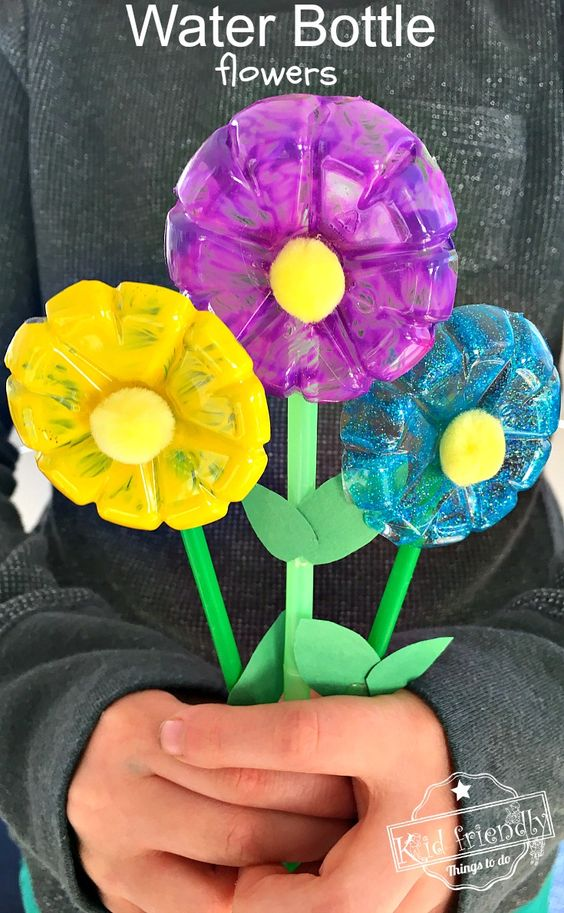 Water Bottle
flowers
Kid friendly
Things to do